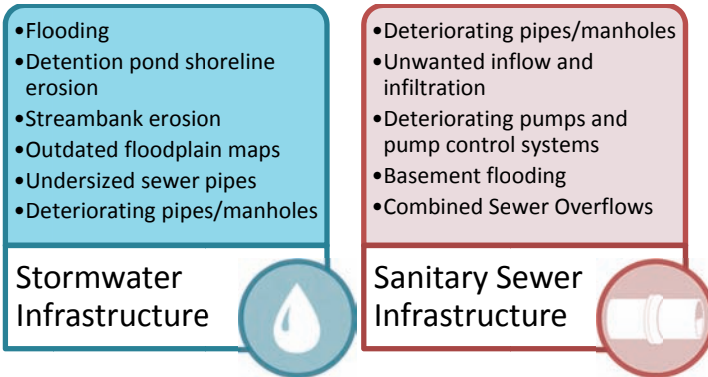 •Flooding
•Detention pond shoreline
erosion
•Streambank erosion
•Outdated floodplain maps
•Undersized sewer pipes
•Deteriorating pipes/manholes
Stormwater
Infrastructure
•Deteriorating pipes/manholes
•Unwanted inflow and
infiltration
•Deteriorating pumps and
pump control systems
•Basement flooding
•Combined Sewer Overflows
Sanitary Sewer
Infrastructure